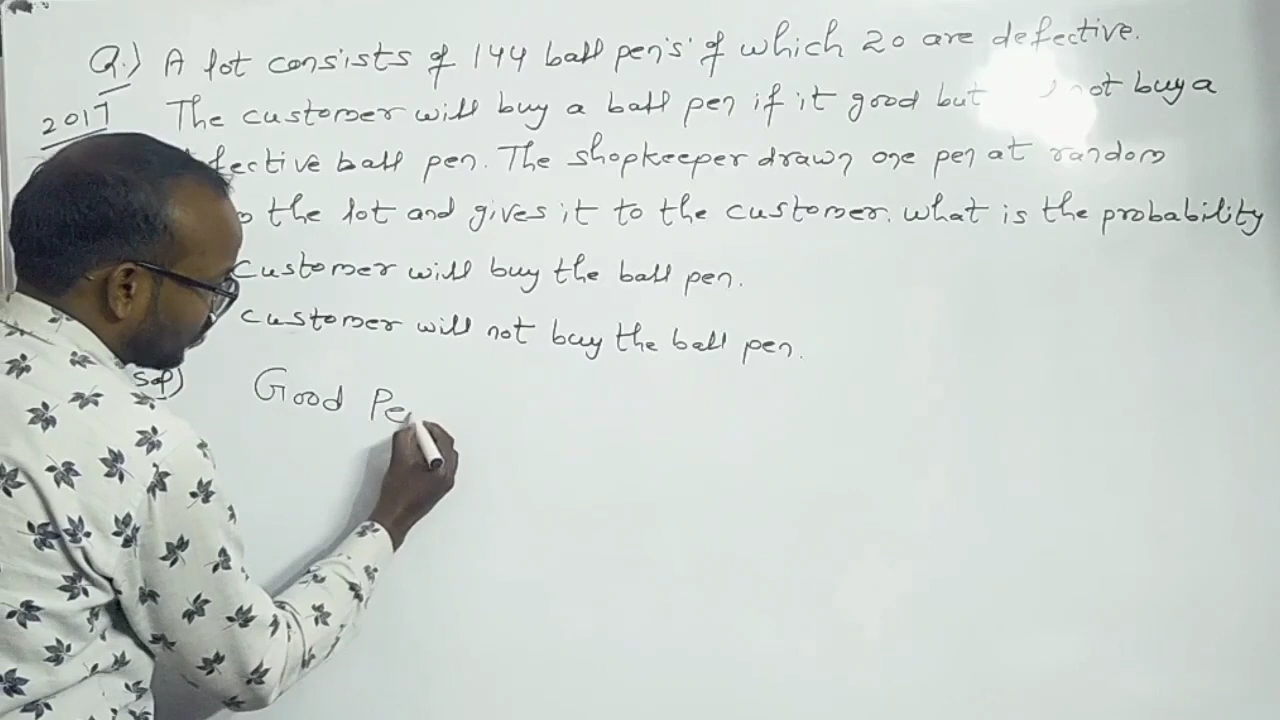 Q.) A lot consists of 144 ball pen's of which 20 are defective.
2017 The customer will buy a ball pen if it good but not buy a
fective ball pen. The shopkeeper drawn one pen at random
the lot and gives it to the customer. what is the probability
customer will buy the ball pen.
customer will not buy the ball pen.
Sol) Good Pe